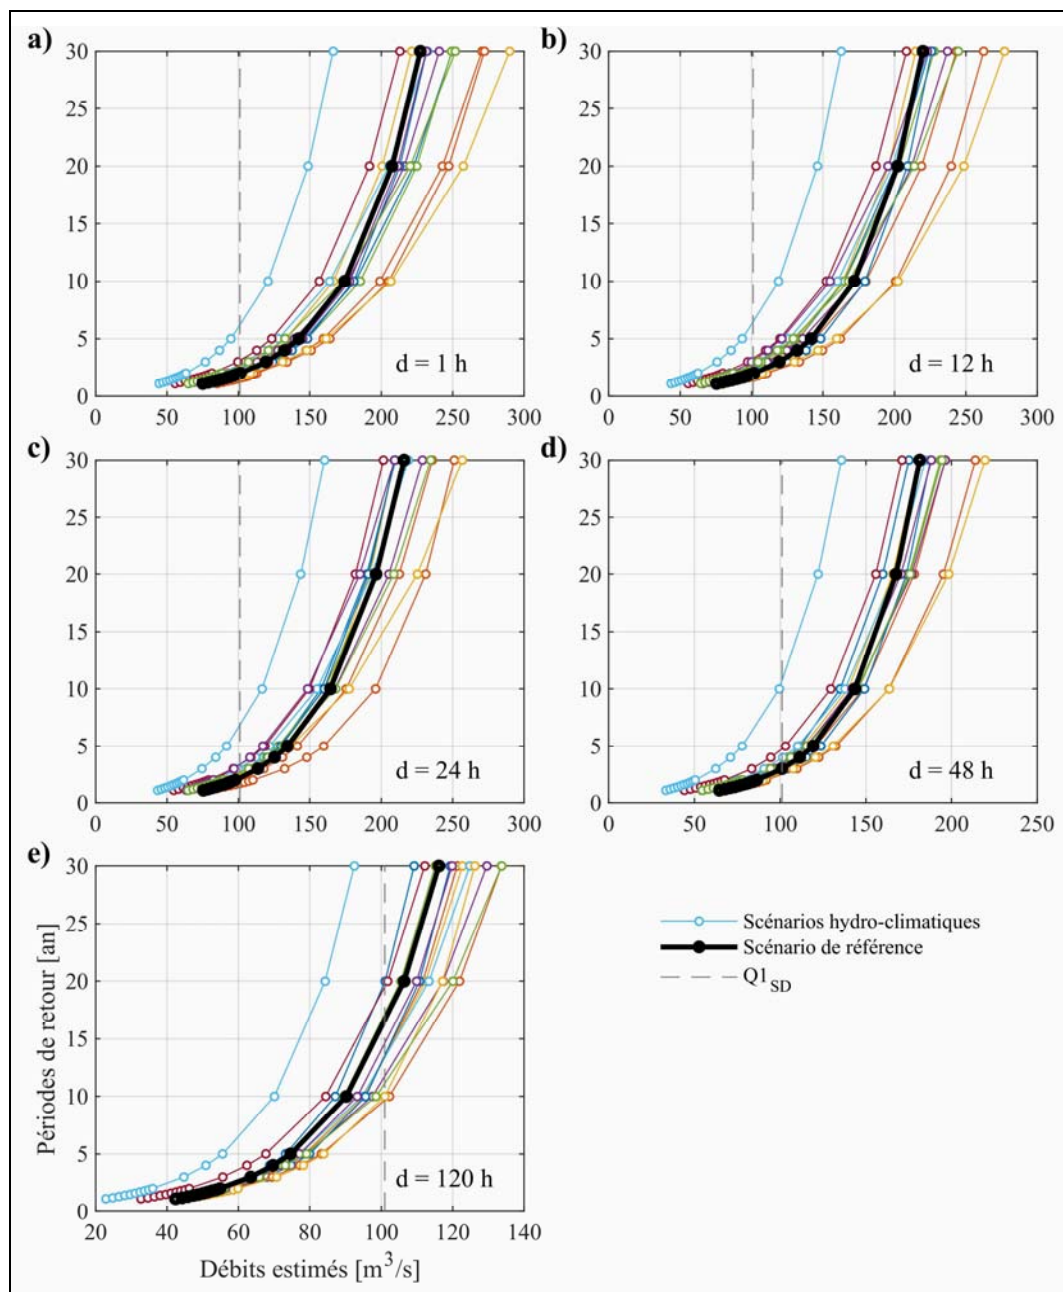 a)
30
25
20
15
10
5
0
d = 1 h
0 50 100 150 200 250 300
b)
30
25
20
15
10
5
0
d = 12 h
0 50 100 150 200 250 300
c)
30
25
20
15
10
5
0
d = 24 h
0 50 100 150 200 250 300
d)
30
25
20
15
10
5
0
d = 48 h
0 50 100 150 200 250
e)
Périodes de retour [an]
30
25
20
15
10
5
0
d = 120 h
20 40 60 80 100 120 140
Débits estimés [m³/s]
Scénarios hydro-climatiques
Scénario de référence
Q1SD